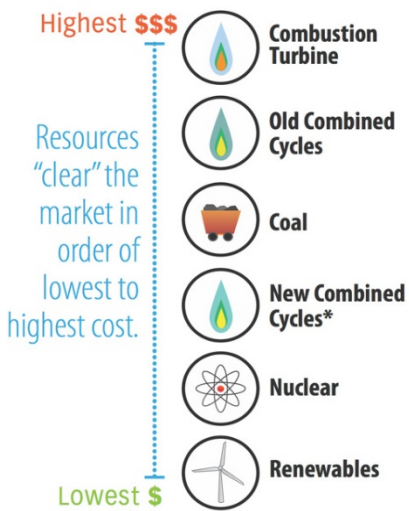 Highest $$$
Combustion
Turbine
Old Combined
Cycles
Resources
“clear” the
market in
order of
lowest to
highest cost.
Coal
New Combined
Cycles*
Nuclear
Renewables
Lowest $